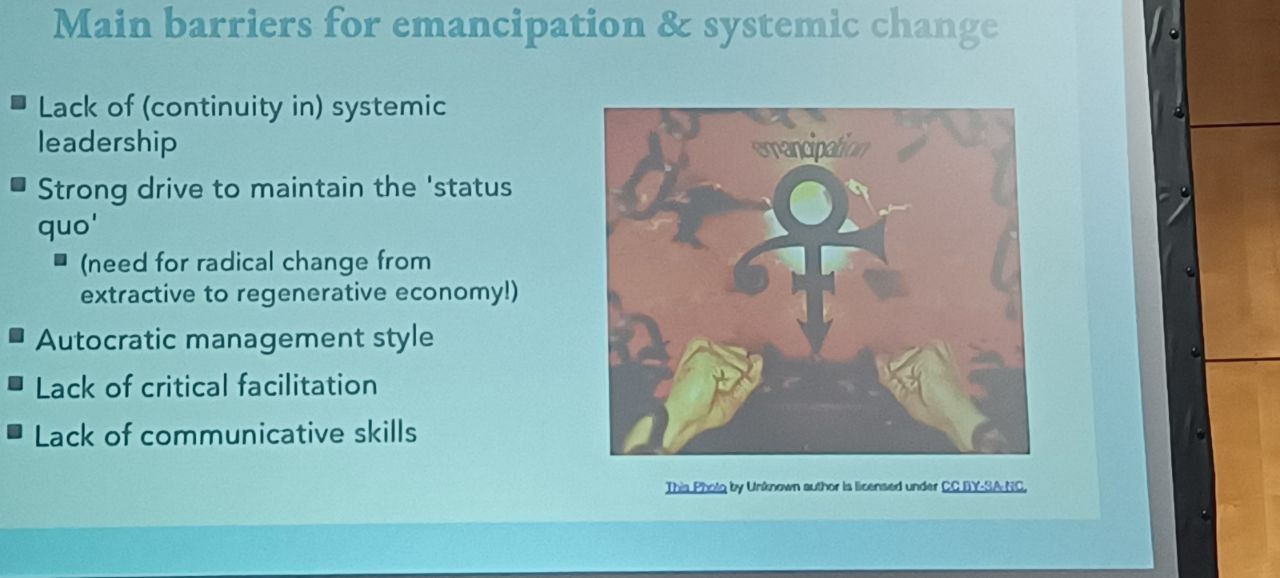 Main barriers for emancipation & systemic change
Lack of (continuity in) systemic
leadership
Strong drive to maintain the 'status
quo'
(need for radical change from
extractive to regenerative economy!)
Autocratic management style
Lack of critical facilitation
Lack of communicative skills
emancipation
This Photo by Unknown author is licensed under CC BY-SA-NC.